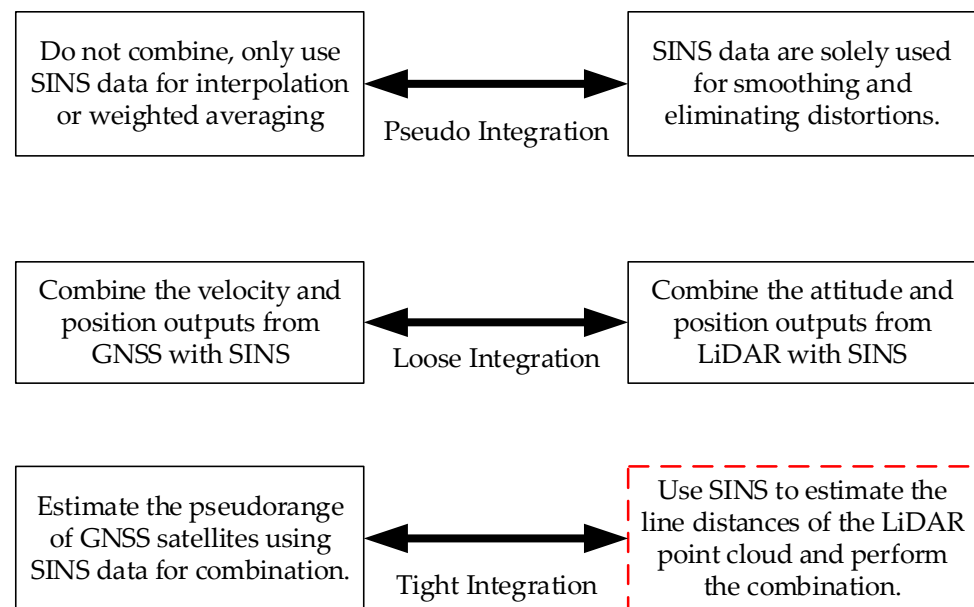 Do not combine, only use
SINS data for interpolation
or weighted averaging
Pseudo Integration
SINS data are solely used
for smoothing and
eliminating distortions.
Combine the velocity and
position outputs from
GNSS with SINS
Loose Integration
Combine the attitude and
position outputs from
LiDAR with SINS
Estimate the pseudorange
of GNSS satellites using
SINS data for combination.
Tight Integration
Use SINS to estimate the
line distances of the LiDAR
point cloud and perform
the combination.